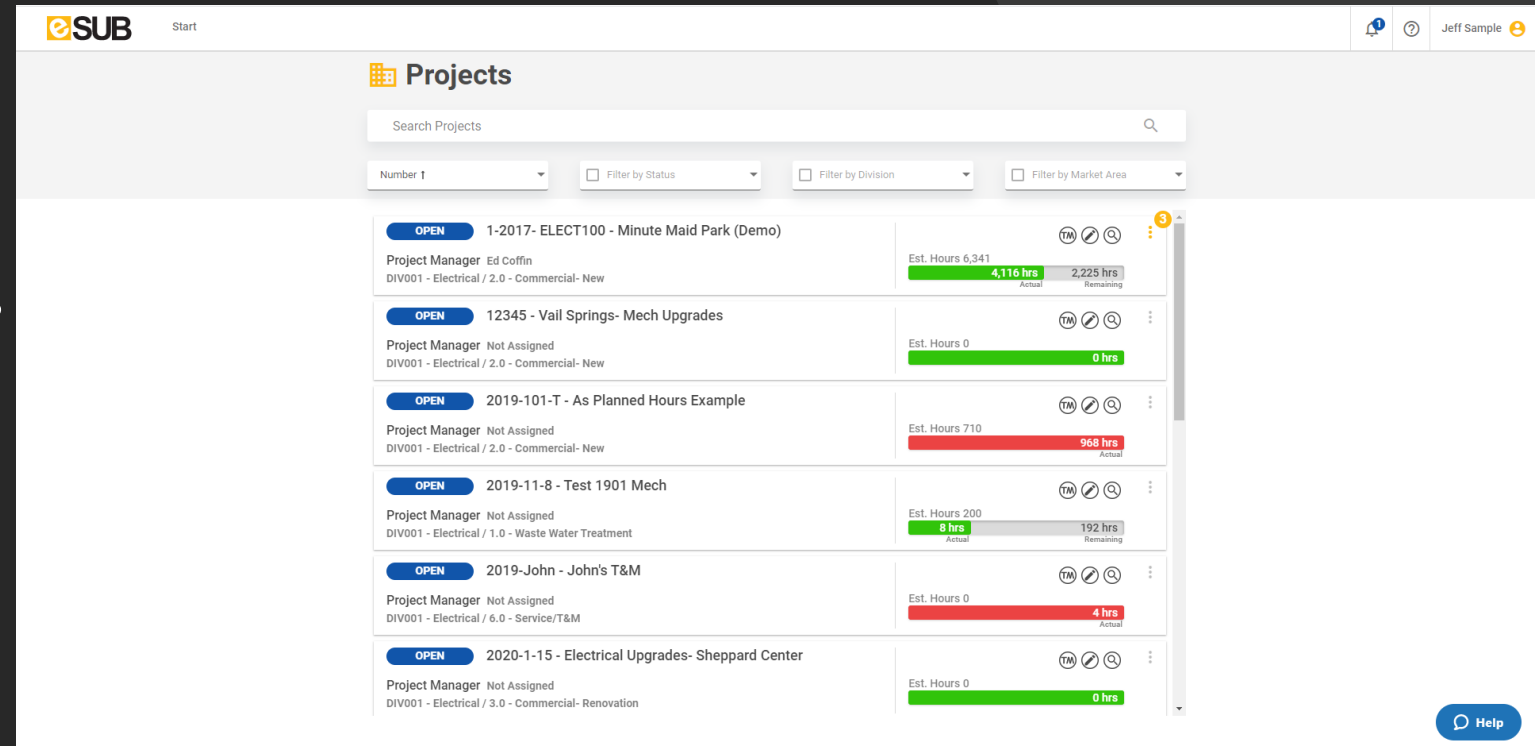 eSUB
Start
1
Jeff Sample
Projects
Search Projects
Number ↑
Filter by Status
Filter by Division
Filter by Market Area
3
OPEN 1-2017- ELECT100 - Minute Maid Park (Demo)
TM
Project Manager Ed Coffin
DIV001 - Electrical / 2.0 - Commercial- New
Est. Hours 6,341
4,116 hrs 2,225 hrs
Actual Remaining
OPEN 12345 - Vail Springs- Mech Upgrades
TM
Project Manager Not Assigned
DIV001 - Electrical / 2.0 - Commercial- New
Est. Hours 0
0 hrs
OPEN 2019-101-T - As Planned Hours Example
TM
Project Manager Not Assigned
DIV001 - Electrical / 2.0 - Commercial- New
Est. Hours 710
968 hrs
Actual
OPEN 2019-11-8 - Test 1901 Mech
TM
Project Manager Not Assigned
DIV001 - Electrical / 1.0 - Waste Water Treatment
Est. Hours 200
8 hrs 192 hrs
Actual Remaining
OPEN 2019-John - John's T&M
TM
Project Manager Not Assigned
DIV001 - Electrical / 6.0 - Service/T&M
Est. Hours 0
4 hrs
Actual
OPEN 2020-1-15 - Electrical Upgrades- Sheppard Center
TM
Project Manager Not Assigned
DIV001 - Electrical / 3.0 - Commercial- Renovation
Est. Hours 0
0 hrs
Help